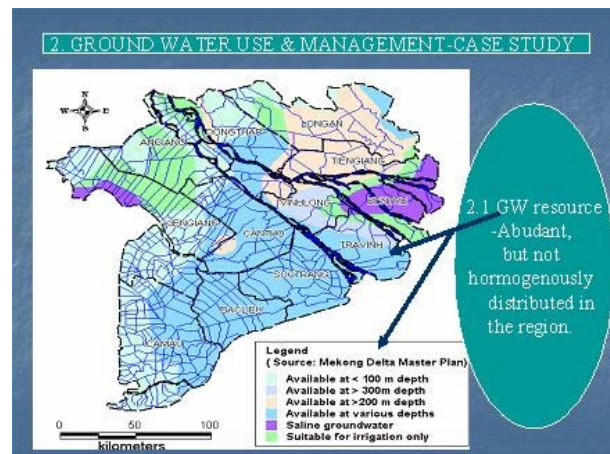 2. GROUND WATER USE & MANAGEMENT-CASE STUDY
N
W E
S
LONGAN
DONGTHAP
ANGIANG
TIENGIANG
BENTRE
VINHLONG
KIENGIANG
CANTHO
TRAVINH
SOCTRANG
BACLIEU
CAMAU
2.1 GW resource
-Abudant,
but not
hormogenously
distributed in
the region.
Legend
( Source: Mekong Delta Master Plan)
Available at < 100 m depth
Available at > 300m depth
Available at >200 m depth
Available at various depths
Saline groundwater
Suitable for irrigation only
0 50 100
kilometers